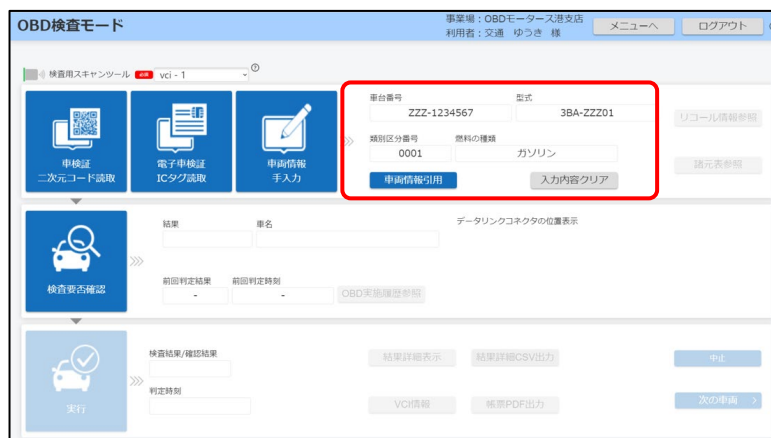 OBD検査モード
事業場：OBDモータース港支店
利用者：交通　ゆうき　様
メニューへ
ログアウト
検査用スキャンツール 必須 vci - 1
車検証
二次元コード読取
電子車検証
ICタグ読取
車両情報
手入力
車台番号
型式
ZZZ-1234567
3BA-ZZZ01
類別区分番号
燃料の種類
0001
ガソリン
車両情報引用
入力内容クリア
リコール情報参照
諸元表参照
検査要否確認
結果
車名
データリンクコネクタの位置表示
前回判定結果
前回判定時刻
-
-
OBD実施履歴参照
実行
検査結果/確認結果
判定時刻
結果詳細表示
結果詳細CSV出力
中止
VCI情報
帳票PDF出力
次の車両